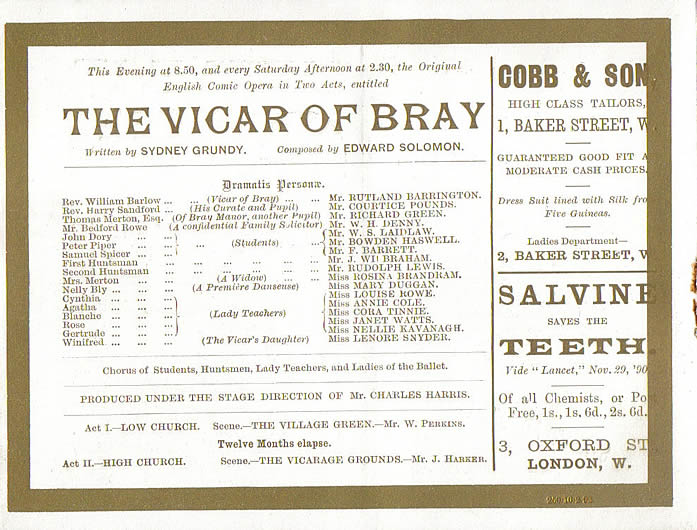 This Evening at 8.50, and every Saturday Afternoon at 2.30, the Original
English Comic Opera in Two Acts, entitled
THE VICAR OF BRAY
Written by SYDNEY GRUNDY. Composed by EDWARD SOLOMON.
Dramatis Personæ.
Rev. William Barlow ... ... (Vicar of Bray) ... ... Mr. RUTLAND BARRINGTON.
Rev. Harry Sandford ... (His Curate and Pupil) Mr. COURTICE POUNDS.
Thomas Merton, Esq. (Of Bray Manor, another Pupil) Mr. RICHARD GREEN.
Mr. Bedford Rowe (A confidential Family Solicitor) Mr. W. H. DENNY.
John Dory ... ... Mr. W. S. LAIDLAW.
Peter Piper ... ... (Students) ... Mr. BOWDEN HASWELL.
Samuel Spicer ... ... Mr. F. BARRETT.
First Huntsman ... ... ... ... ... ... Mr. J. WILBRAHAM.
Second Huntsman ... ... ... ... ... Mr. RUDOLPH LEWIS.
Mrs. Merton ... ... ... (A Widow) ... ... Miss ROSINA BRANDRAM.
Nelly Bly ... ... ... (A Première Danseuse) Miss MARY DUGGAN.
Cynthia ... ... ... Miss LOUISE ROWE.
Agatha ... ... ... Miss ANNIE COLE.
Blanche ... ... ... (Lady Teachers) Miss CORA TINNIE.
Rose ... ... ... Miss JANET WATTS.
Gertrude ... ... ... Miss NELLIE KAVANAGH.
Winifred ... ... ... (The Vicar's Daughter) Miss LENORE SNYDER.
Chorus of Students, Huntsmen, Lady Teachers, and Ladies of the Ballet.
PRODUCED UNDER THE STAGE DIRECTION OF Mr. CHARLES HARRIS.
Act I.—LOW CHURCH. Scene.—THE VILLAGE GREEN.—Mr. W. PERKINS.
Twelve Months elapse.
Act II.—HIGH CHURCH. Scene.—THE VICARAGE GROUNDS.—Mr. J. HARKER.
COBB & SON
HIGH CLASS TAILORS,
1, BAKER STREET, W.
GUARANTEED GOOD FIT A
MODERATE CASH PRICES.
Dress Suit lined with Silk fro
Five Guineas.
Ladies Department—
2, BAKER STREET, W
SALVINE
SAVES THE
TEETH.
Vide "Lancet," Nov. 29, '90
Of all Chemists, or Pos
Free, 1s., 1s. 6d., 2s. 6d.
3, OXFORD ST
LONDON, W.